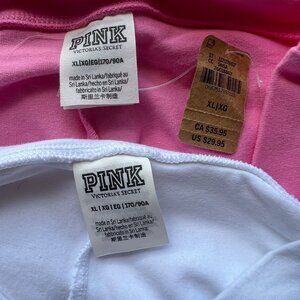 PINK
VICTORIA'S SECRET
XL|XG|EG|170/90A
made in Sri Lanka/fabriqué au
Sri Lanka/fabricado en Sri
Lanka/fabbricato in Sri Lanka
斯里兰卡制造
XL|XG
CA $35.95
US $29.95
PINK
VICTORIA'S SECRET
XL | XG | EG | 170/90A
made in Sri Lanka/fabriqué au
Sri Lanka/fabricado en Sri
Lanka/fabbricato in Sri Lanka
斯里兰卡制造